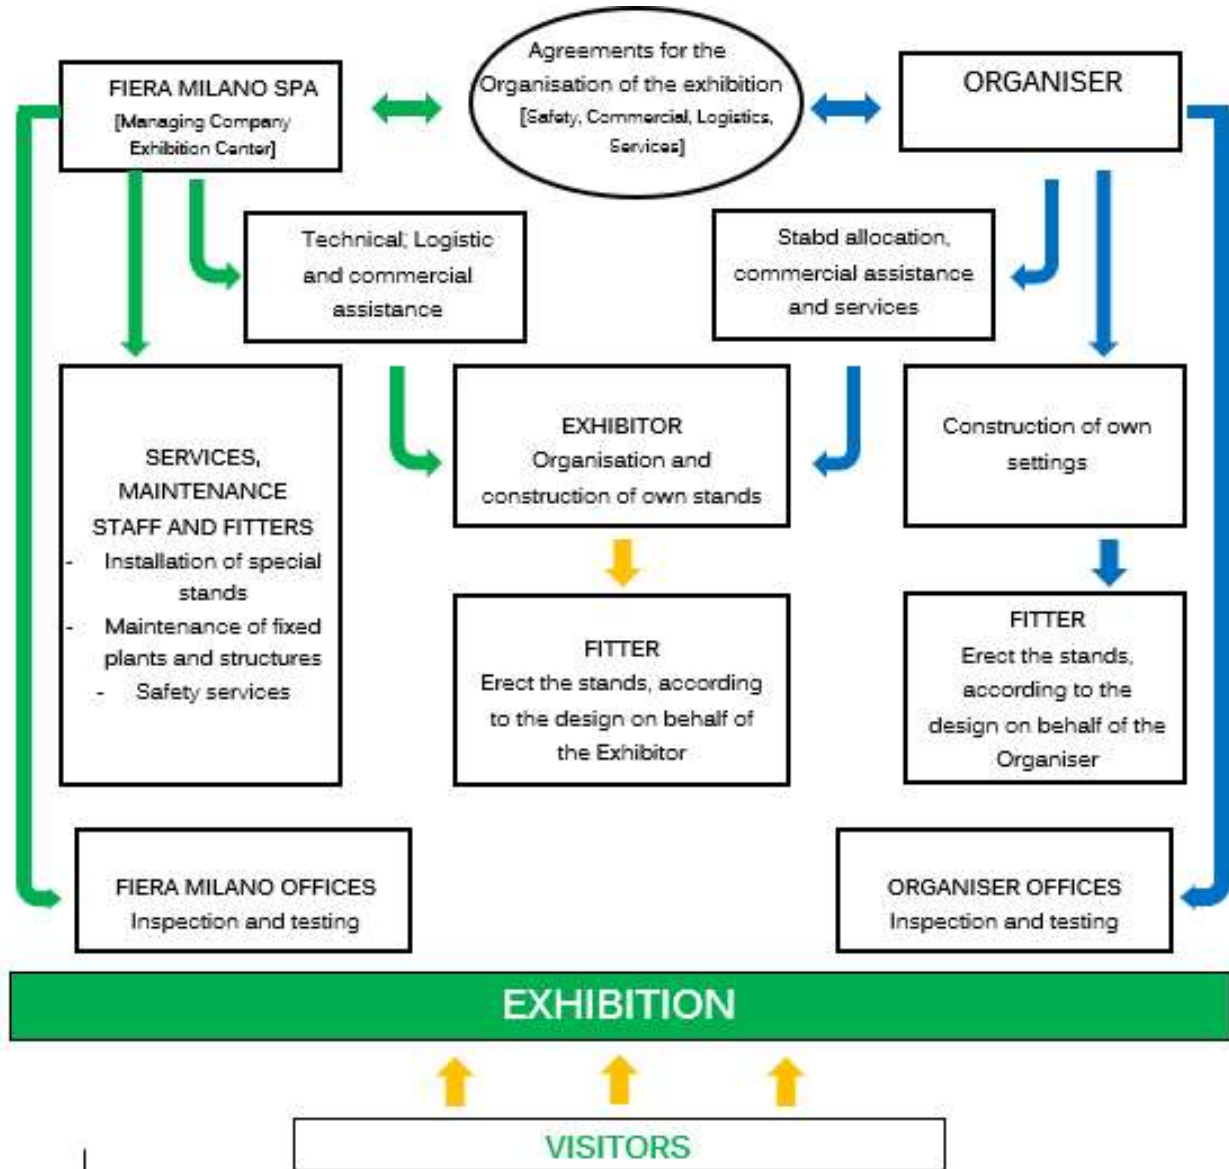 FIERA MILANO SPA
[Managing Company
Exhibition Center]
Agreements for the
Organisation of the exhibition
[Safety, Commercial, Logistics,
Services]
ORGANISER
Technical; Logistic
and commercial
assistance
Stabd allocation,
commercial assistance
and services
SERVICES,
MAINTENANCE
STAFF AND FITTERS
- Installation of special
stands
- Maintenance of fixed
plants and structures
- Safety services
EXHIBITOR
Organisation and
construction of own stands
Construction of own
settings
FITTER
Erect the stands, according
to the design on behalf of
the Exhibitor
FITTER
Erect the stands,
according to the
design on behalf of the
Organiser
FIERA MILANO OFFICES
Inspection and testing
ORGANISER OFFICES
Inspection and testing
EXHIBITION
VISITORS